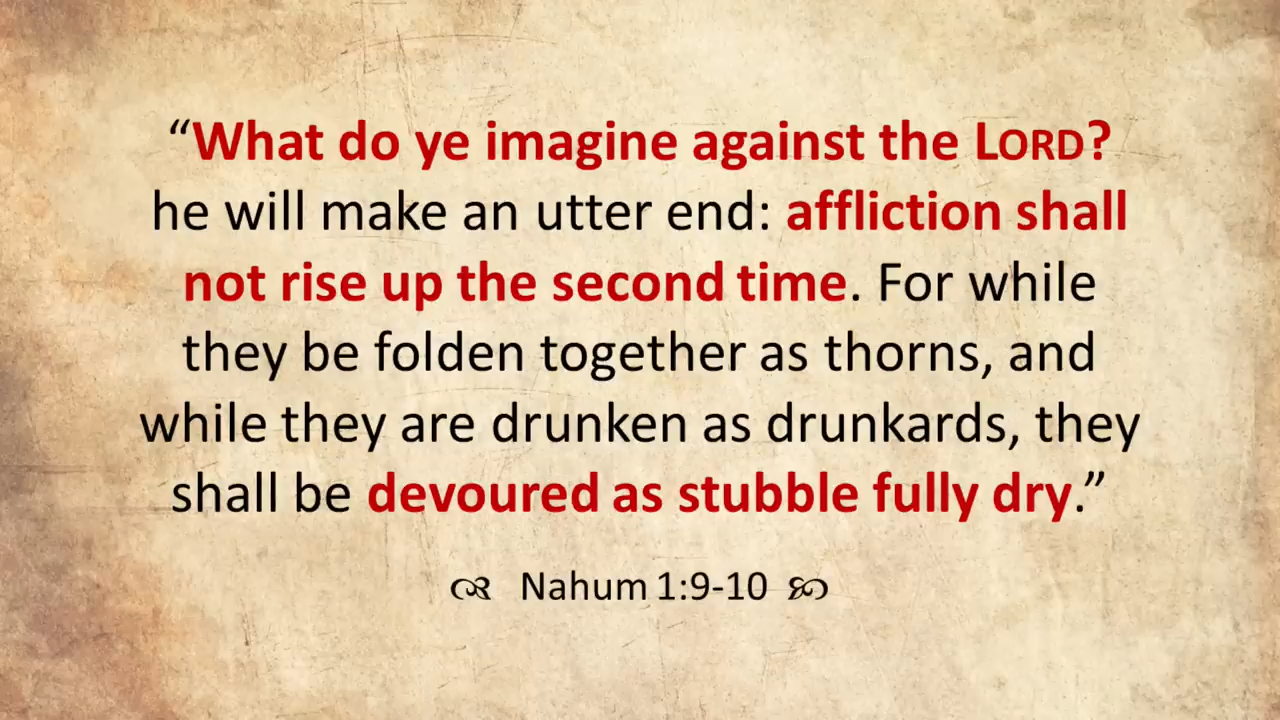 “What do ye imagine against the LORD?
he will make an utter end: affliction shall
not rise up the second time. For while
they be folden together as thorns, and
while they are drunken as drunkards, they
shall be devoured as stubble fully dry.”
Nahum 1:9-10